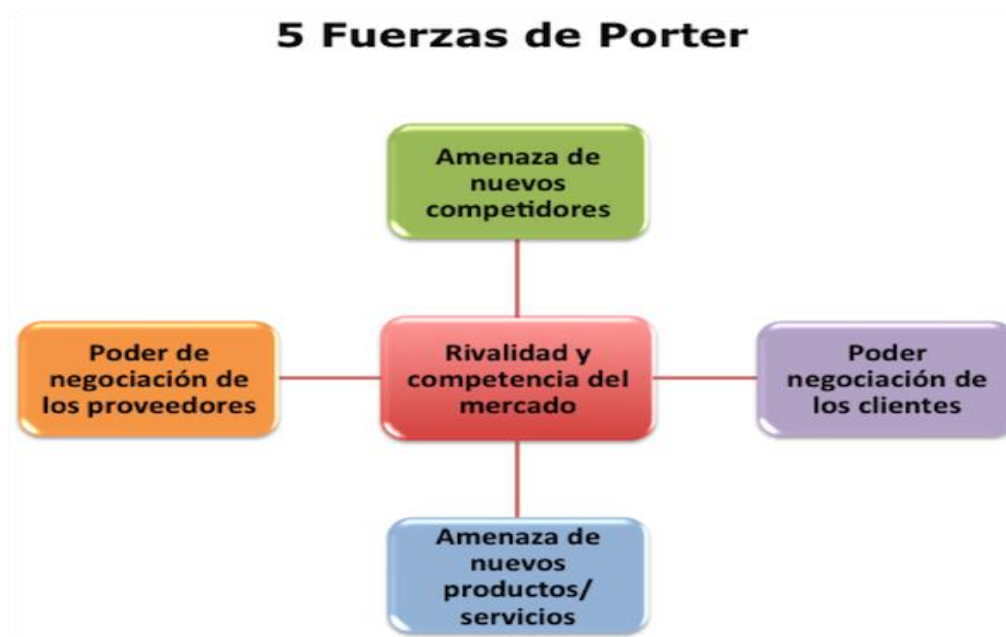 5 Fuerzas de Porter
Amenaza de
nuevos
competidores
Poder de
negociación de
los proveedores
Rivalidad y
competencia del
mercado
Poder
negociación de
los clientes
Amenaza de
nuevos
productos/
servicios